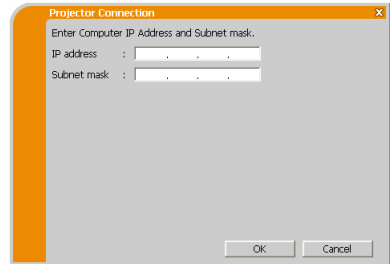 Projector Connection X
Enter Computer IP Address and Subnet mask.
IP address : . . .
Subnet mask : . . .
OK Cancel